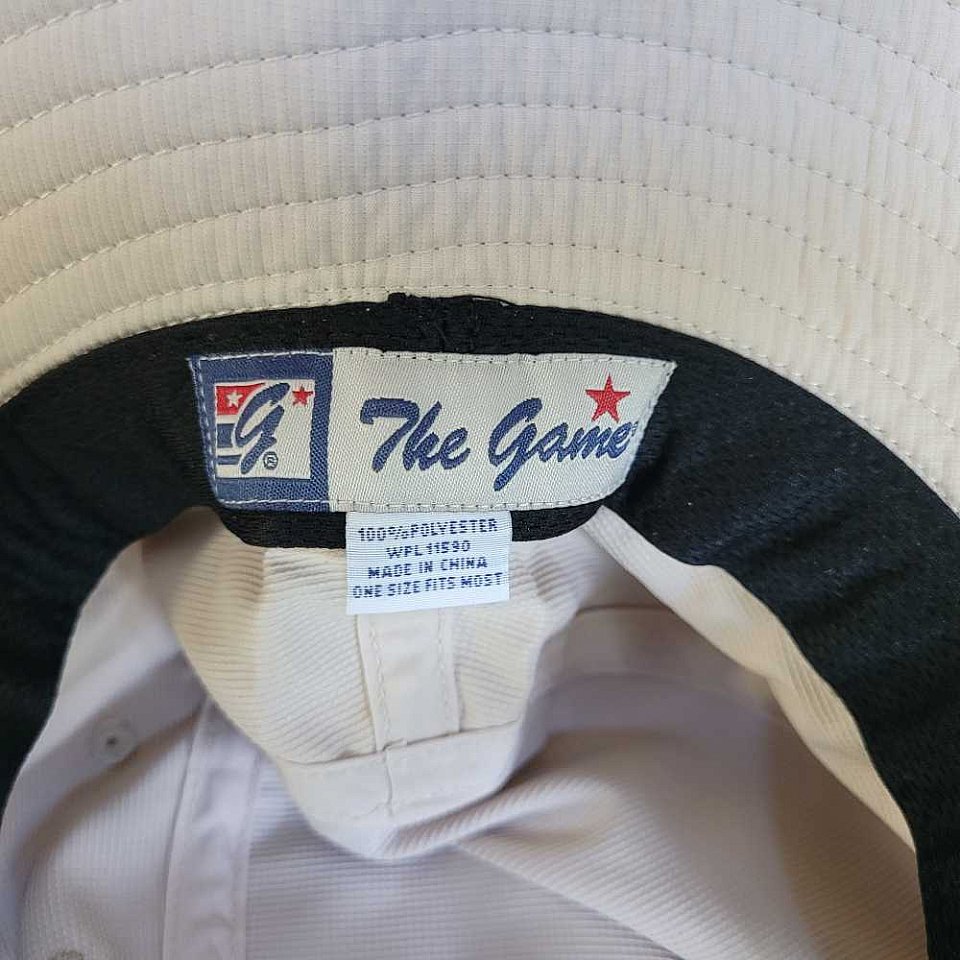 G®
The Game
100%POLYESTER
WPL 11590
MADE IN CHINA
ONE SIZE FITS MOST